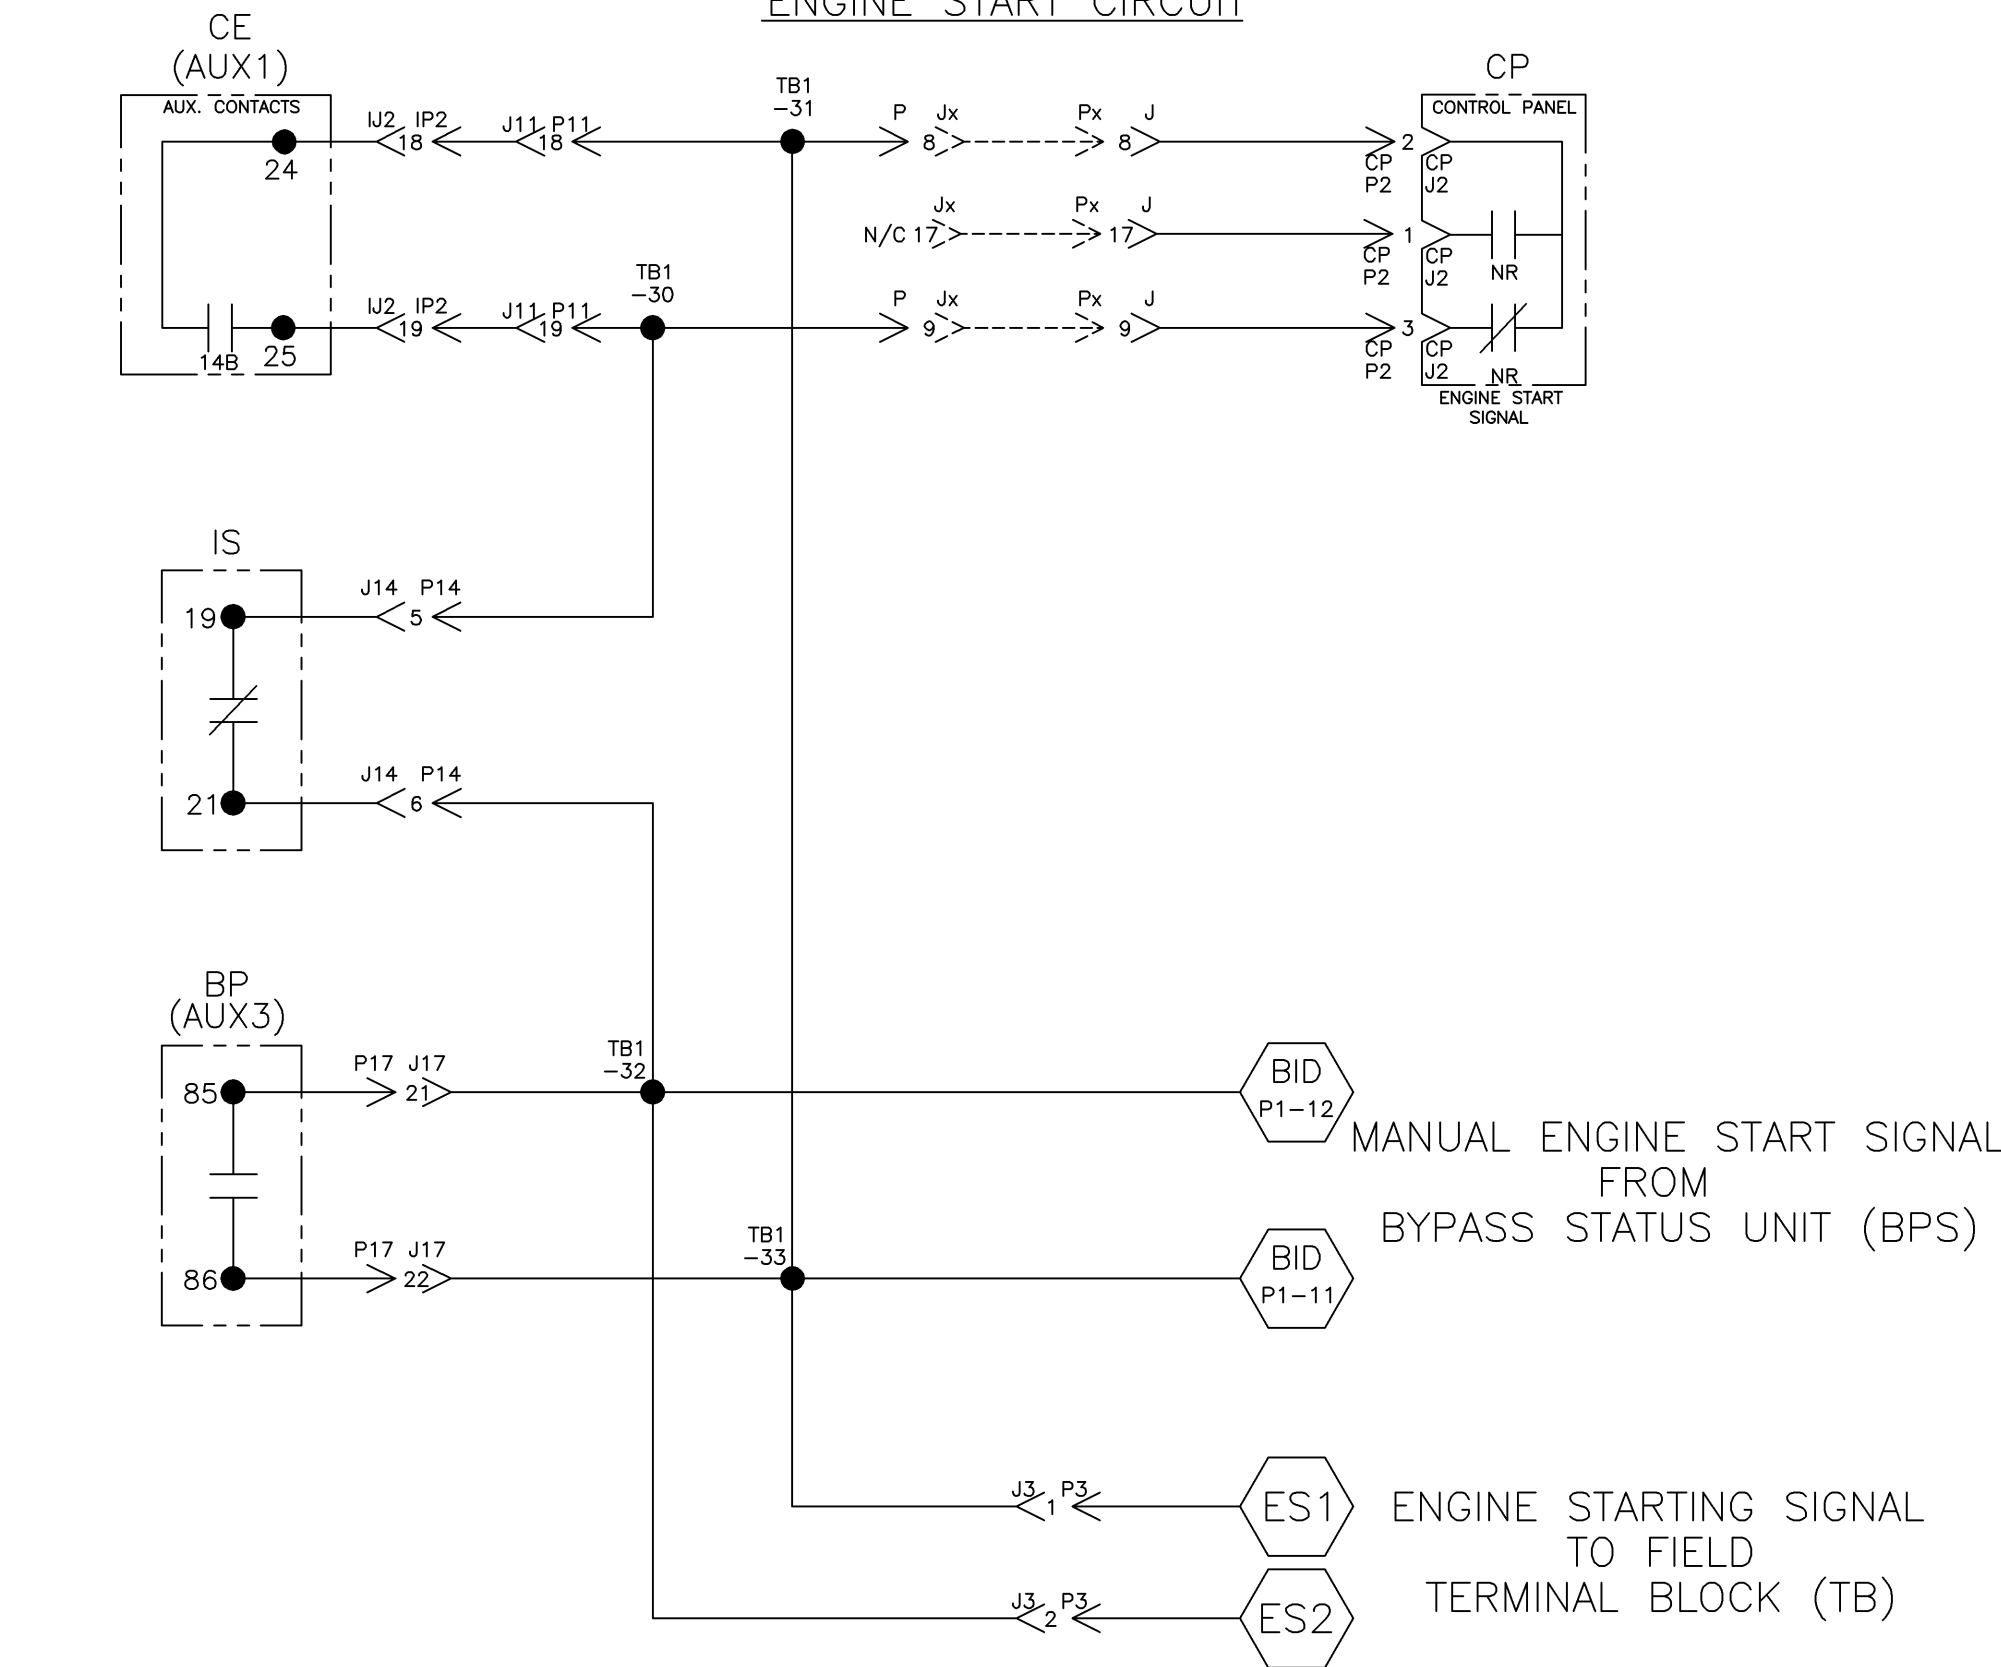 ENGINE START CIRCUIT
CE
(AUX1)
AUX. CONTACTS
24
25
14B
IJ2 IP2
18
J11 P11
18
TB1
-31
P Jx
8
Px J
8
2
CP
P2
CP
J2
CP
CONTROL PANEL
Jx
N/C 17
Px J
17
1
CP
P2
CP
J2
NR
IJ2 IP2
19
J11 P11
19
TB1
-30
P Jx
9
Px J
9
3
CP
P2
CP
J2
NR
ENGINE START
SIGNAL
IS
19
J14 P14
5
21
J14 P14
6
BP
(AUX3)
85
P17 J17
21
TB1
-32
BID
P1-12
86
P17 J17
22
TB1
-33
BID
P1-11
MANUAL ENGINE START SIGNAL
FROM
BYPASS STATUS UNIT (BPS)
J3 P3
1
ES1
J3 P3
2
ES2
ENGINE STARTING SIGNAL
TO FIELD
TERMINAL BLOCK (TB)